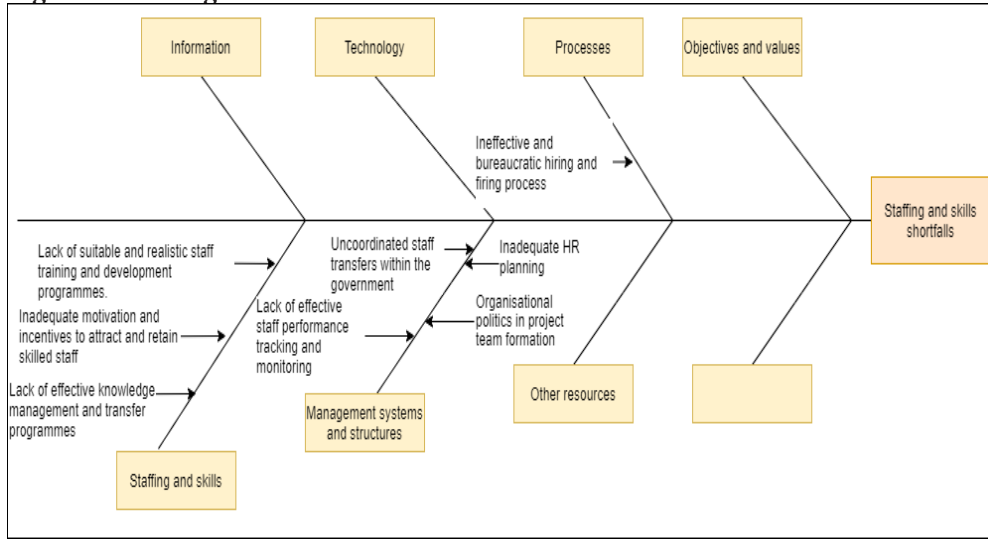 Information
Technology
Processes
Objectives and values
Ineffective and
bureaucratic hiring and
firing process
Staffing and skills
shortfalls
Lack of suitable and realistic staff
training and development
programmes.
Uncoordinated staff
transfers within the
government
Inadequate HR
planning
Inadequate motivation and
incentives to attract and retain
skilled staff
Lack of effective
staff performance
tracking and
monitoring
Organisational
politics in project
team formation
Lack of effective knowledge
management and transfer
programmes
Management systems
and structures
Other resources
Staffing and skills